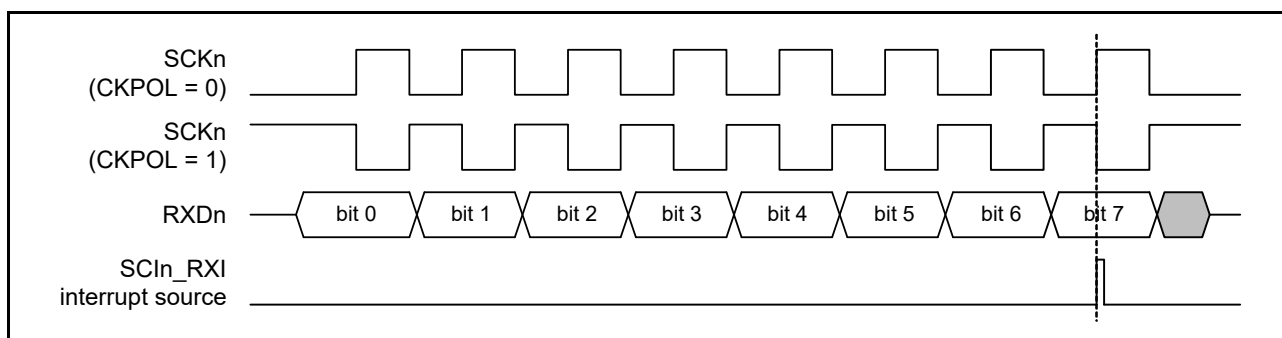 SCKn
(CKPOL = 0)
SCKn
(CKPOL = 1)
RXDn
bit 0
bit 1
bit 2
bit 3
bit 4
bit 5
bit 6
bit 7
SCIn_RXI
interrupt source